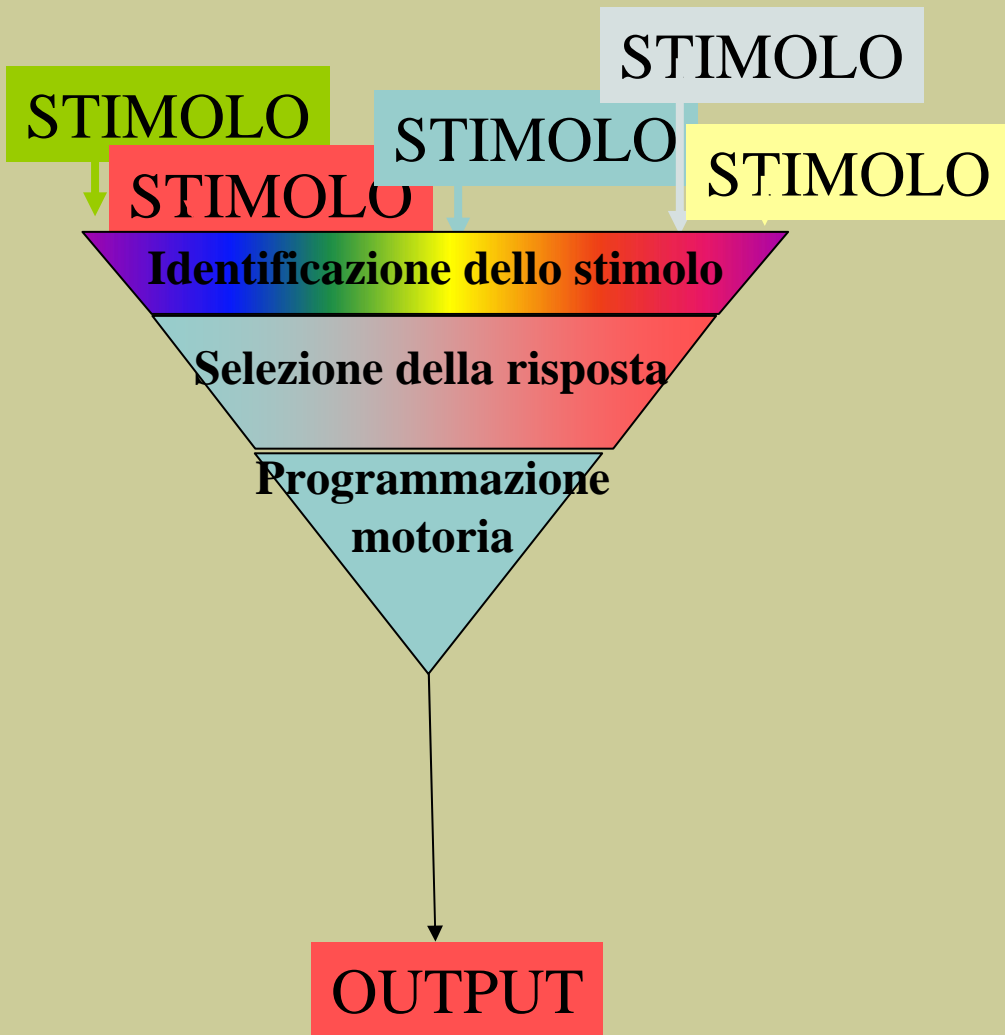 STIMOLO
STIMOLO
STIMOLO
STIMOLO
STIMOLO
Identificazione dello stimolo
Selezione della risposta
Programmazione
motoria
OUTPUT